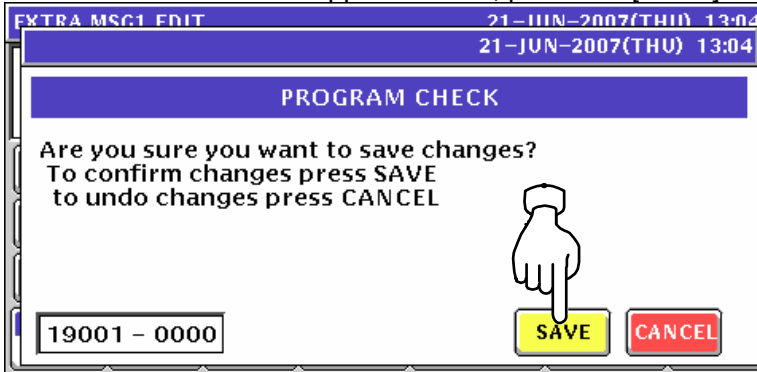 EXTRA MSG1 EDIT 21-JUN-2007(THU) 13:04
21-JUN-2007(THU) 13:04
PROGRAM CHECK
Are you sure you want to save changes?
To confirm changes press SAVE
to undo changes press CANCEL
19001 - 0000 SAVE CANCEL